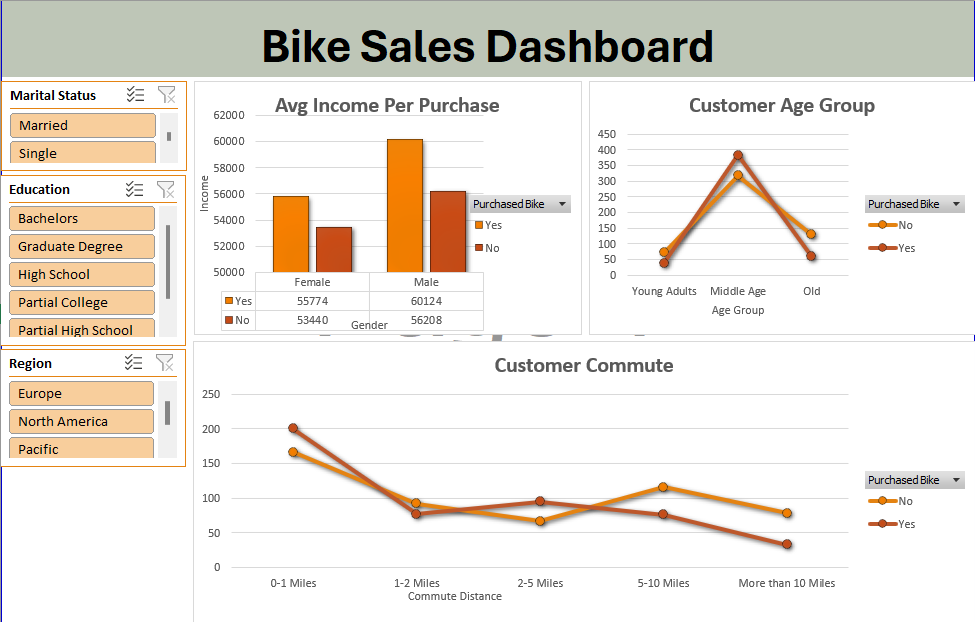 Bike Sales Dashboard
Marital Status
Married
Single
Education
Bachelors
Graduate Degree
High School
Partial College
Partial High School
Region
Europe
North America
Pacific
Avg Income Per Purchase
62000
60000
58000
56000
54000
52000
50000
Income
Female Male
Yes 55774 60124
No 53440 56208
Gender
Purchased Bike
Yes
No
Customer Age Group
450
400
350
300
250
200
150
100
50
0
Young Adults Middle Age Old
Age Group
Purchased Bike
No
Yes
Customer Commute
250
200
150
100
50
0
0-1 Miles 1-2 Miles 2-5 Miles 5-10 Miles More than 10 Miles
Commute Distance
Purchased Bike
No
Yes